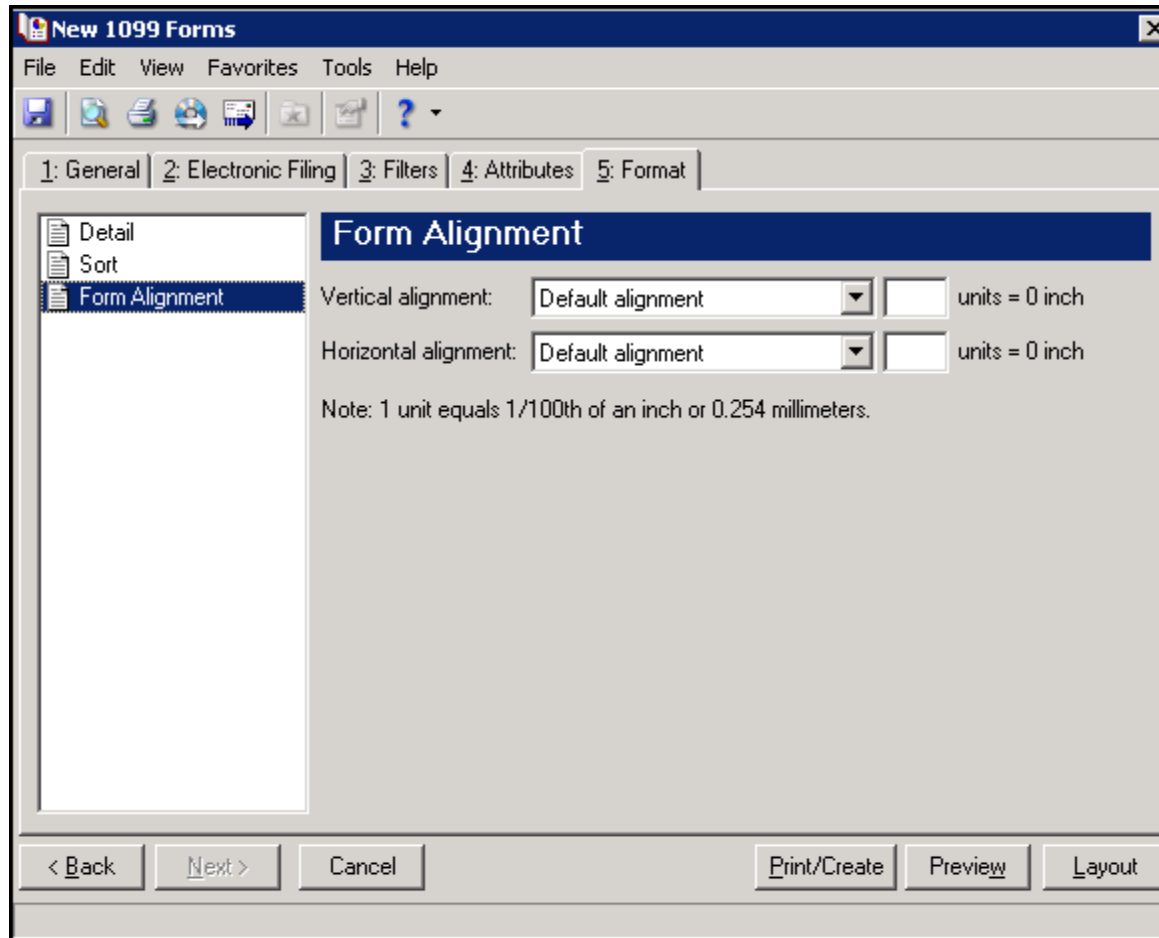 New 1099 Forms
File Edit View Favorites Tools Help
1: General 2: Electronic Filing 3: Filters 4: Attributes 5: Format
Detail
Sort
Form Alignment
Form Alignment
Vertical alignment: Default alignment units = 0 inch
Horizontal alignment: Default alignment units = 0 inch
Note: 1 unit equals 1/100th of an inch or 0.254 millimeters.
< Back Next > Cancel Print/Create Preview Layout